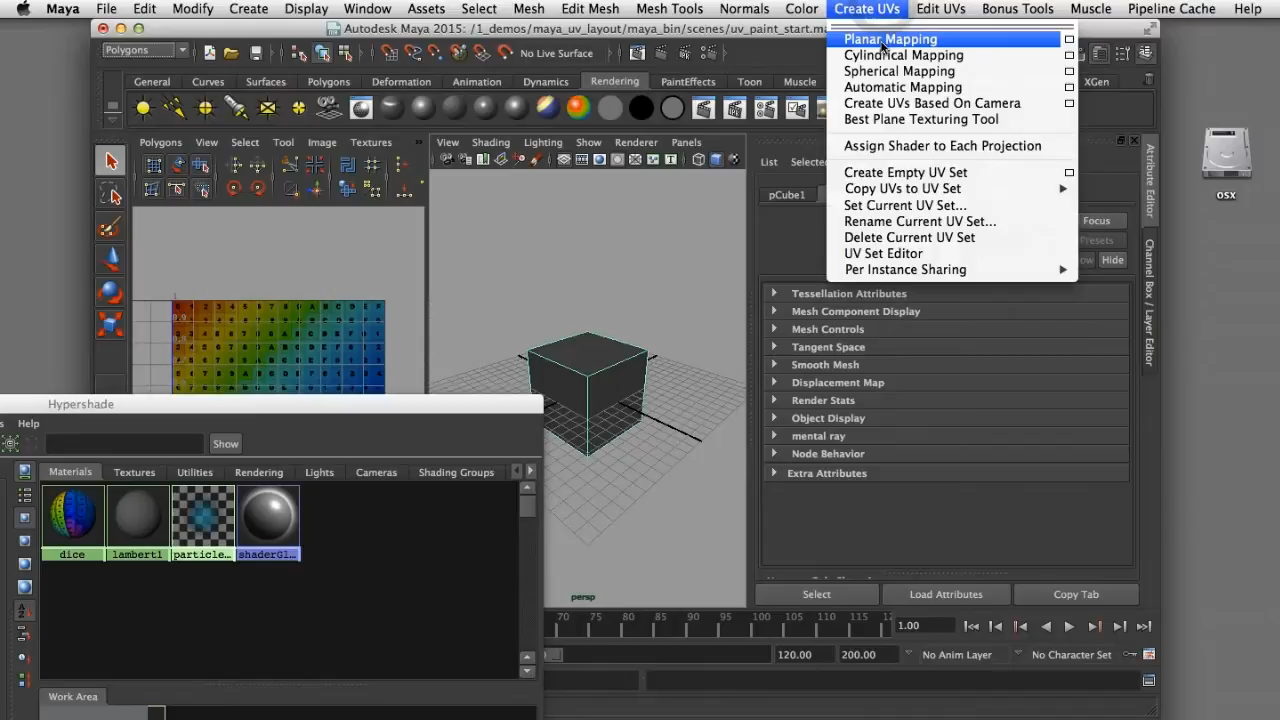 Maya File Edit Modify Create Display Window Assets Select Mesh Edit Mesh Mesh Tools Normals Color Create UVs Edit UVs Bonus Tools Muscle Pipeline Cache Help
Autodesk Maya 2015: /1_demos/maya_uv_layout/maya_bin/scenes/uv_paint_start.ma
Polygons
No Live Surface
General Curves Surfaces Polygons Deformation Animation Dynamics Rendering PaintEffects Toon Muscle
XGen
Planar Mapping
Cylindrical Mapping
Spherical Mapping
Automatic Mapping
Create UVs Based On Camera
Best Plane Texturing Tool
Assign Shader to Each Projection
Create Empty UV Set
Copy UVs to UV Set
Set Current UV Set...
Rename Current UV Set...
Delete Current UV Set
UV Set Editor
Per Instance Sharing
Polygons View Select Tool Image Textures
View Shading Lighting Show Renderer Panels
List Selected
pCube1
Focus
Presets
Hide
Tessellation Attributes
Mesh Component Display
Mesh Controls
Tangent Space
Smooth Mesh
Displacement Map
Render Stats
Object Display
mental ray
Node Behavior
Extra Attributes
Select Load Attributes Copy Tab
Attribute Editor
Channel Box / Layer Editor
osx
persp
Hypershade
Help
Show
Materials Textures Utilities Rendering Lights Cameras Shading Groups
dice lambert1 particle... shaderGl...
Work Area
70 75 80 85 90 95 100 105 110 115 12
1.00
120.00 200.00 No Anim Layer No Character Set